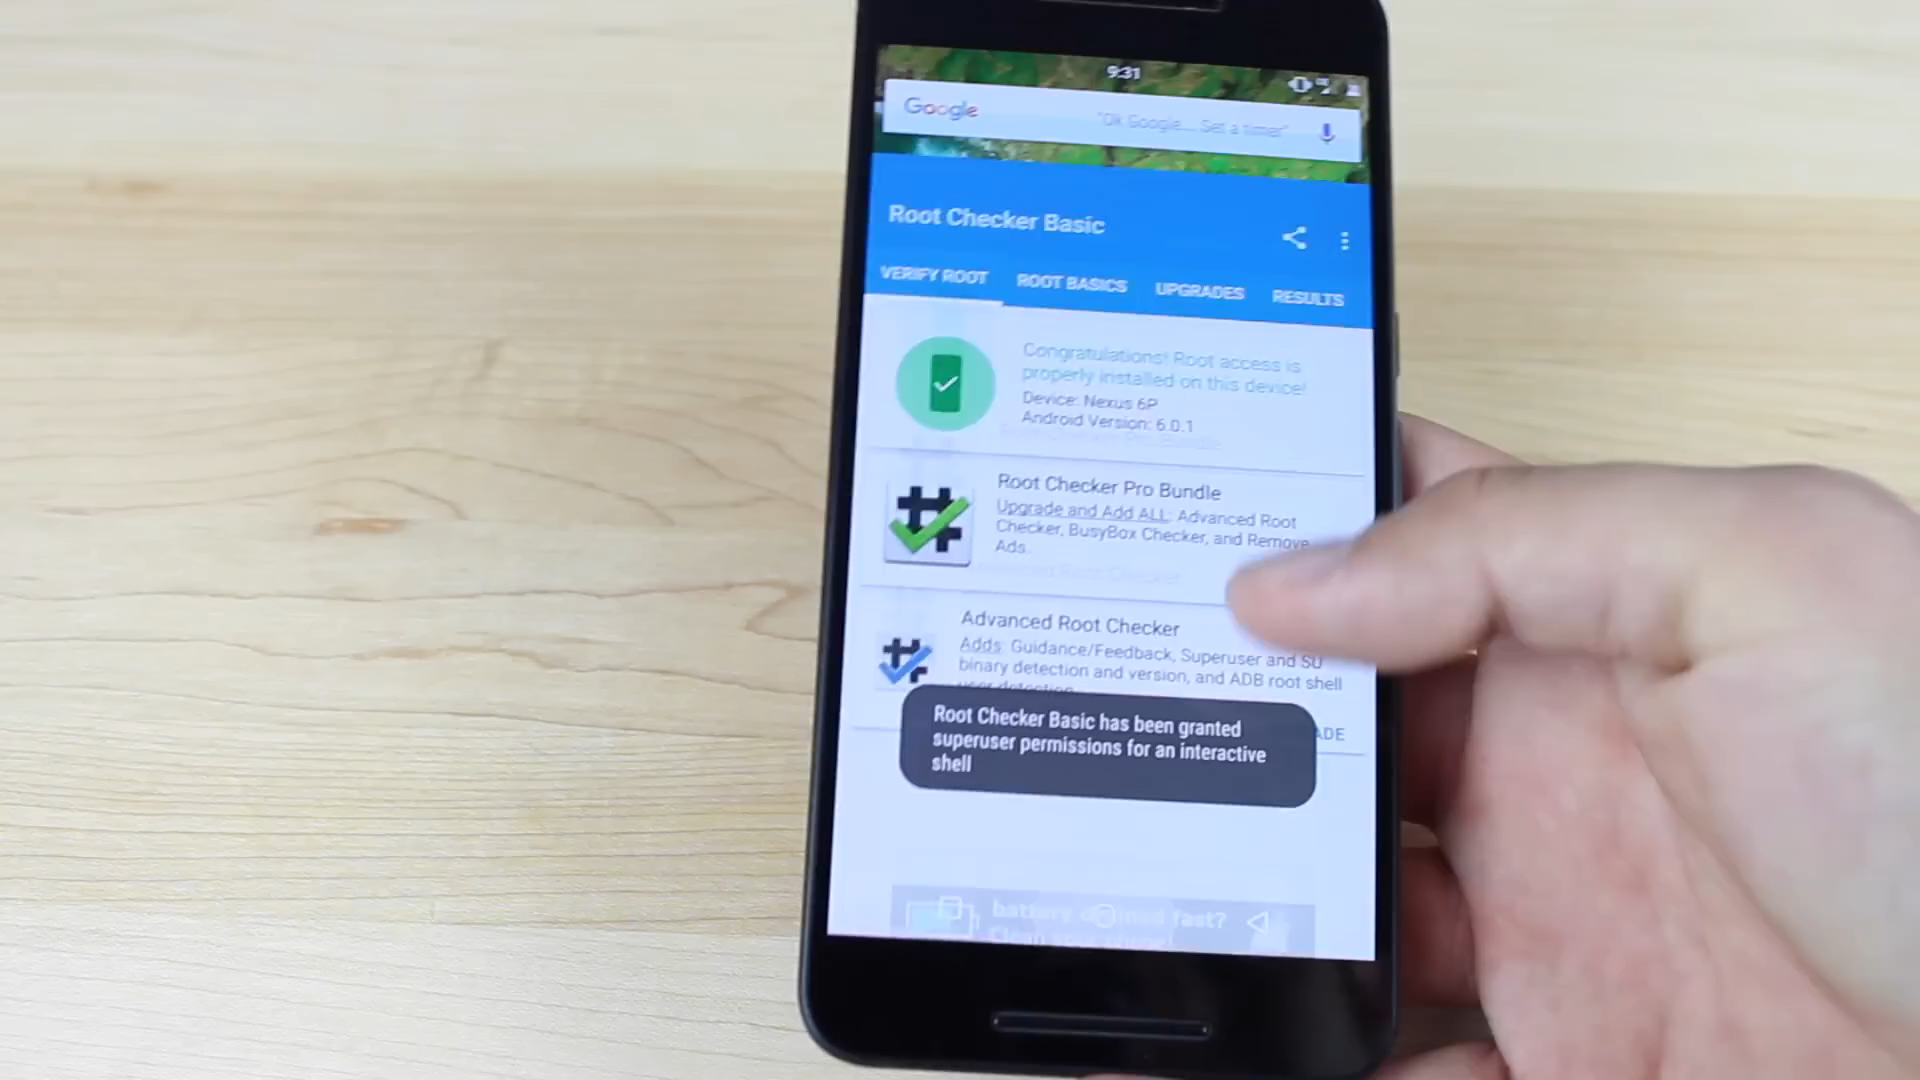 9:31
Google
"Ok Google... Set a timer"
Root Checker Basic
VERIFY ROOT
ROOT BASICS
UPGRADES
RESULTS
Congratulations! Root access is
properly installed on this device!
Device: Nexus 6P
Android Version: 6.0.1
Root Checker Pro Bundle
Upgrade and Add ALL: Advanced Root
Checker, BusyBox Checker, and Remove
Ads.
Advanced Root Checker
Adds: Guidance/Feedback, Superuser and SU
binary detection and version, and ADB root shell
user detection
Root Checker Basic has been granted
superuser permissions for an interactive
shell
battery fast?